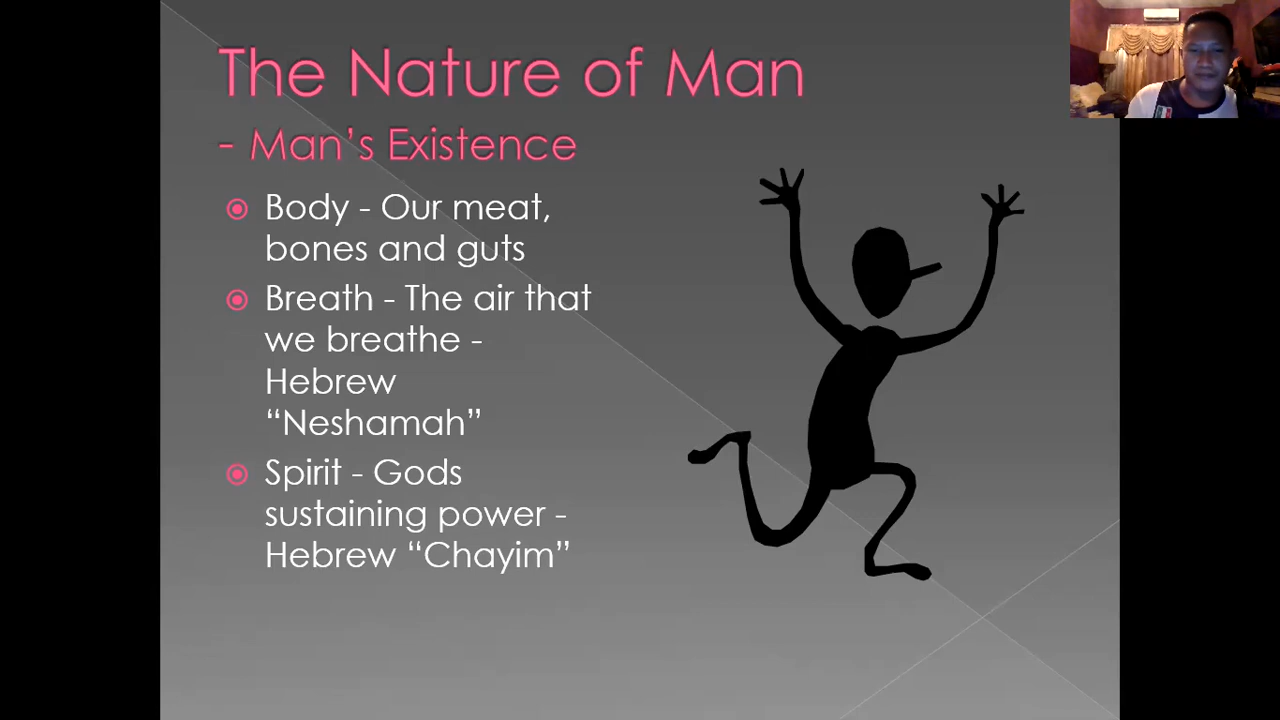 The Nature of Man
- Man’s Existence
Body - Our meat,
bones and guts
Breath - The air that
we breathe -
Hebrew
“Neshamah”
Spirit - Gods
sustaining power -
Hebrew “Chayim”